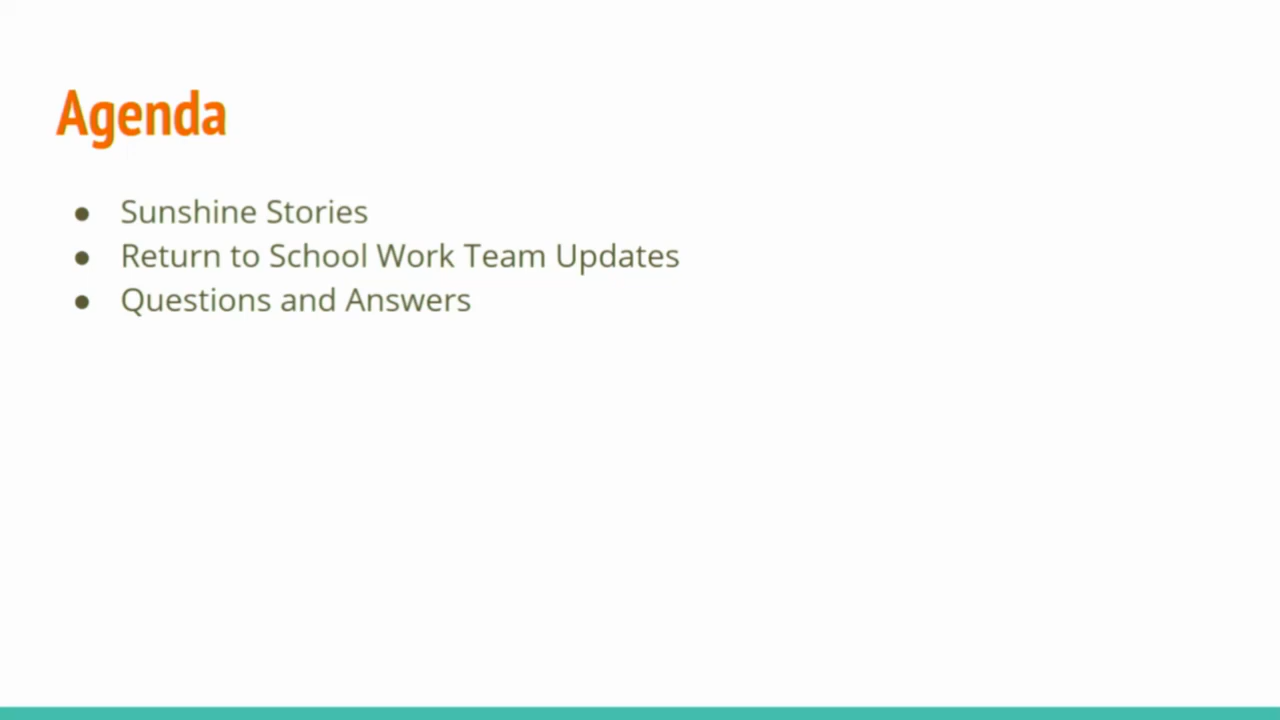 Agenda
● Sunshine Stories
● Return to School Work Team Updates
● Questions and Answers